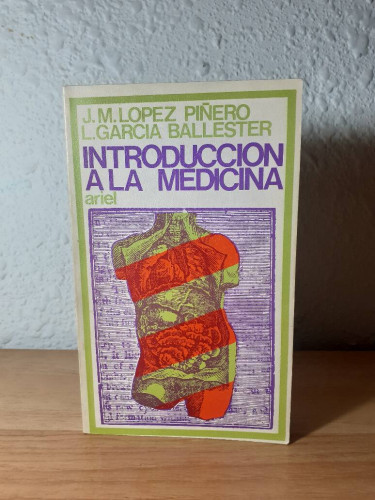 J.M.LOPEZ PIÑERO
L.GARCIA BALLESTER
INTRODUCCION
A LA MEDICINA
ariel